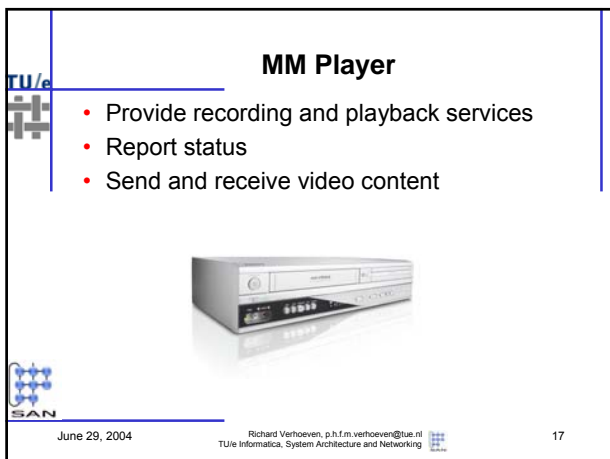 MM Player
TU/e
• Provide recording and playback services
• Report status
• Send and receive video content
SAN
June 29, 2004
Richard Verhoeven, p.h.f.m.verhoeven@tue.nl
TU/e Informatica, System Architecture and Networking
17